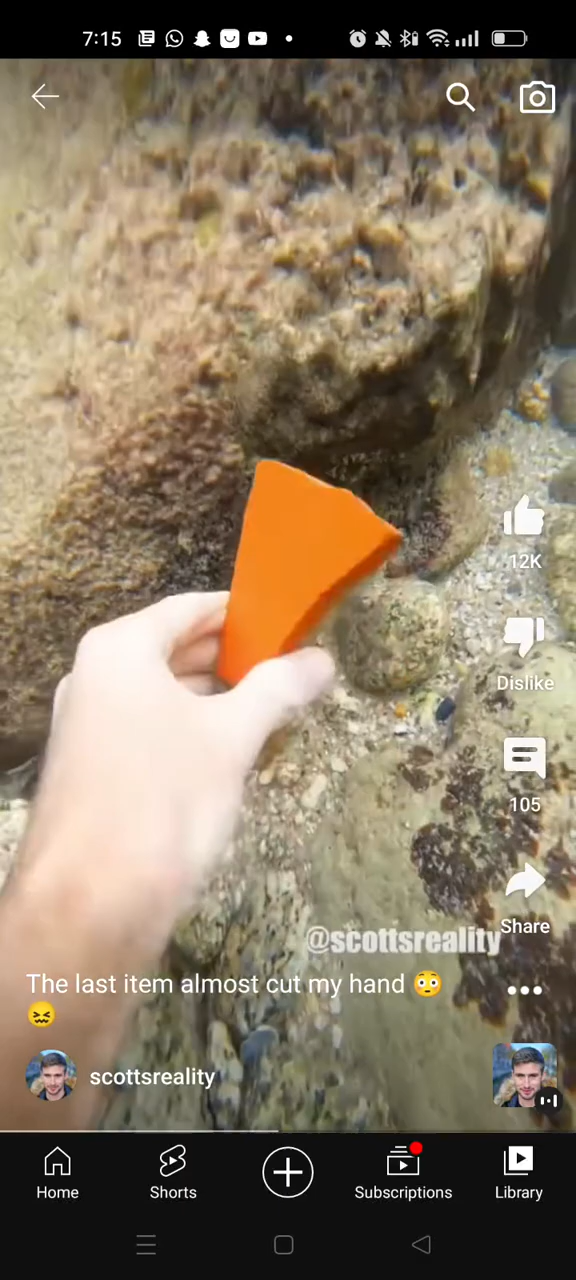 7:15
12K
Dislike
105
Share
@scottsreality
The last item almost cut my hand 😳
😖
scottsreality
Home
Shorts
Subscriptions
Library